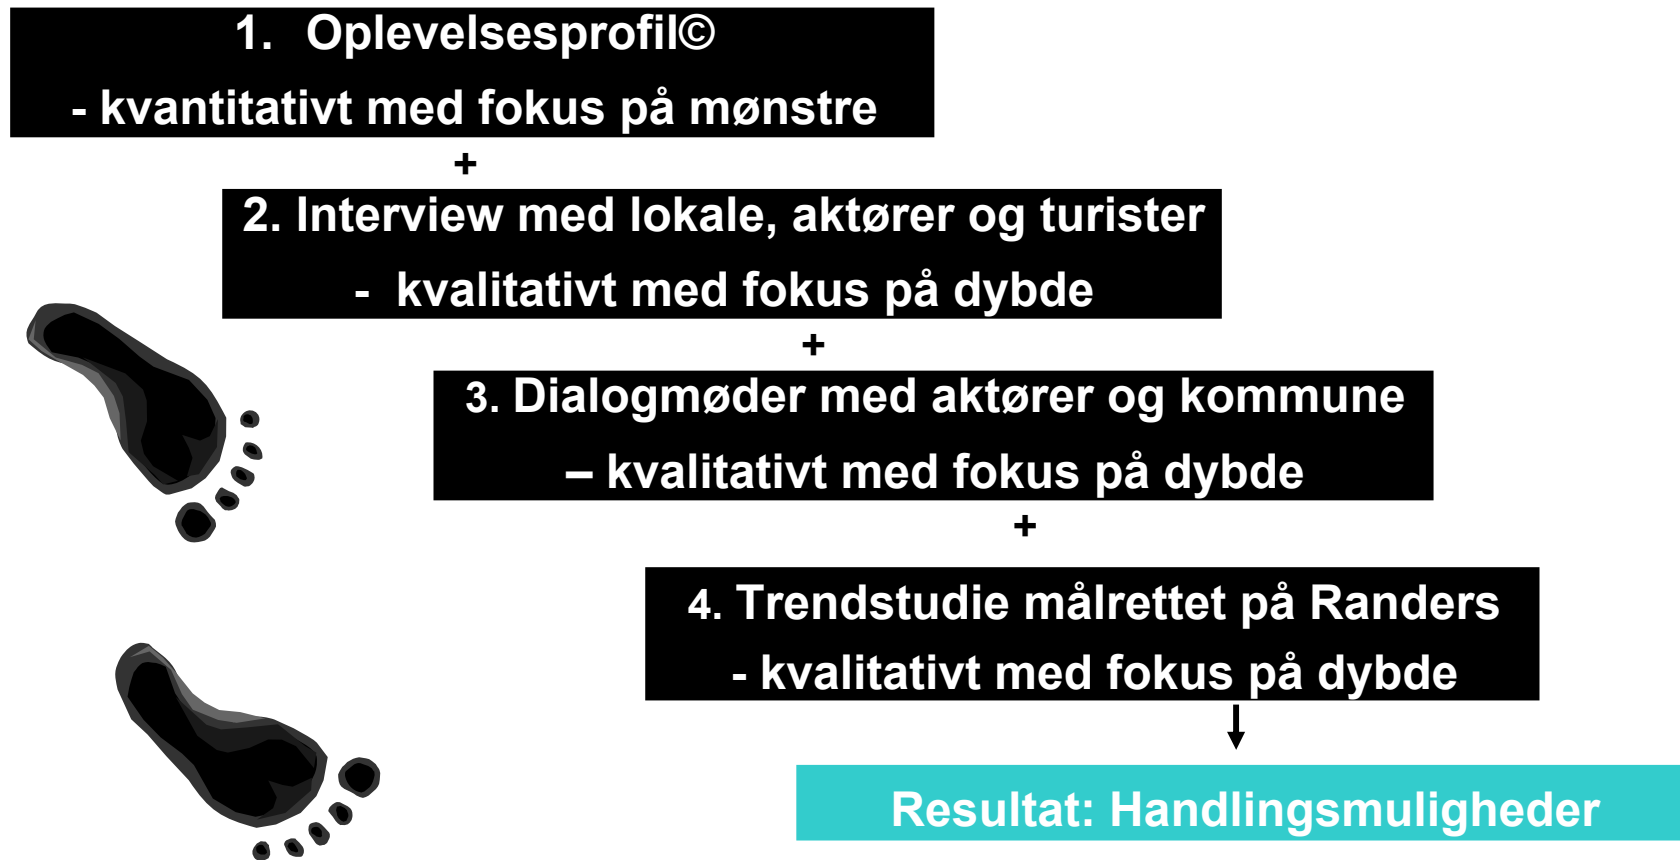 1. Oplevelsesprofil©
- kvantitativt med fokus på mønstre
+
2. Interview med lokale, aktører og turister
- kvalitativt med fokus på dybde
+
3. Dialogmøder med aktører og kommune
– kvalitativt med fokus på dybde
+
4. Trendstudie målrettet på Randers
- kvalitativt med fokus på dybde
Resultat: Handlingsmuligheder